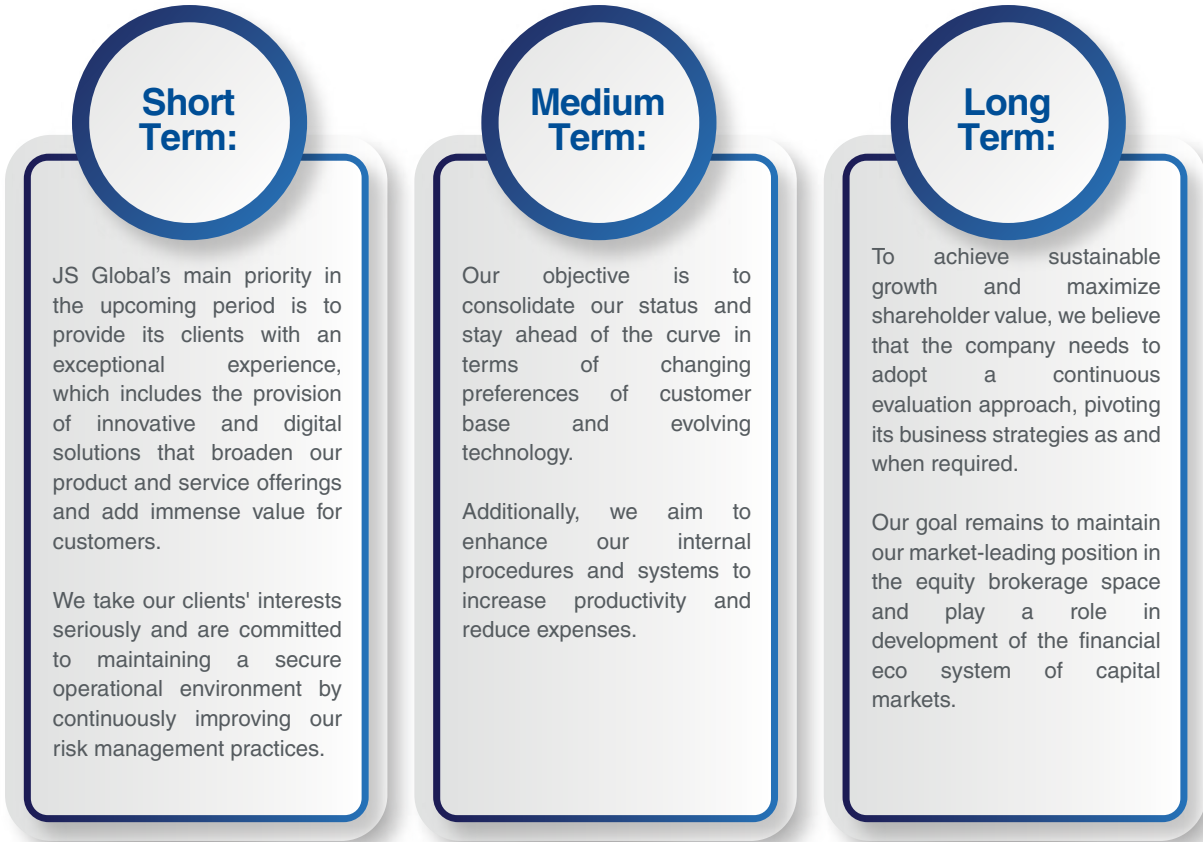 Short
Term:
JS Global’s main priority in
the upcoming period is to
provide its clients with an
exceptional experience,
which includes the provision
of innovative and digital
solutions that broaden our
product and service offerings
and add immense value for
customers.
We take our clients' interests
seriously and are committed
to maintaining a secure
operational environment by
continuously improving our
risk management practices.
Medium
Term:
Our objective is to
consolidate our status and
stay ahead of the curve in
terms of changing
preferences of customer
base and evolving
technology.
Additionally, we aim to
enhance our internal
procedures and systems to
increase productivity and
reduce expenses.
Long
Term:
To achieve sustainable
growth and maximize
shareholder value, we believe
that the company needs to
adopt a continuous
evaluation approach, pivoting
its business strategies as and
when required.
Our goal remains to maintain
our market-leading position in
the equity brokerage space
and play a role in
development of the financial
eco system of capital
markets.